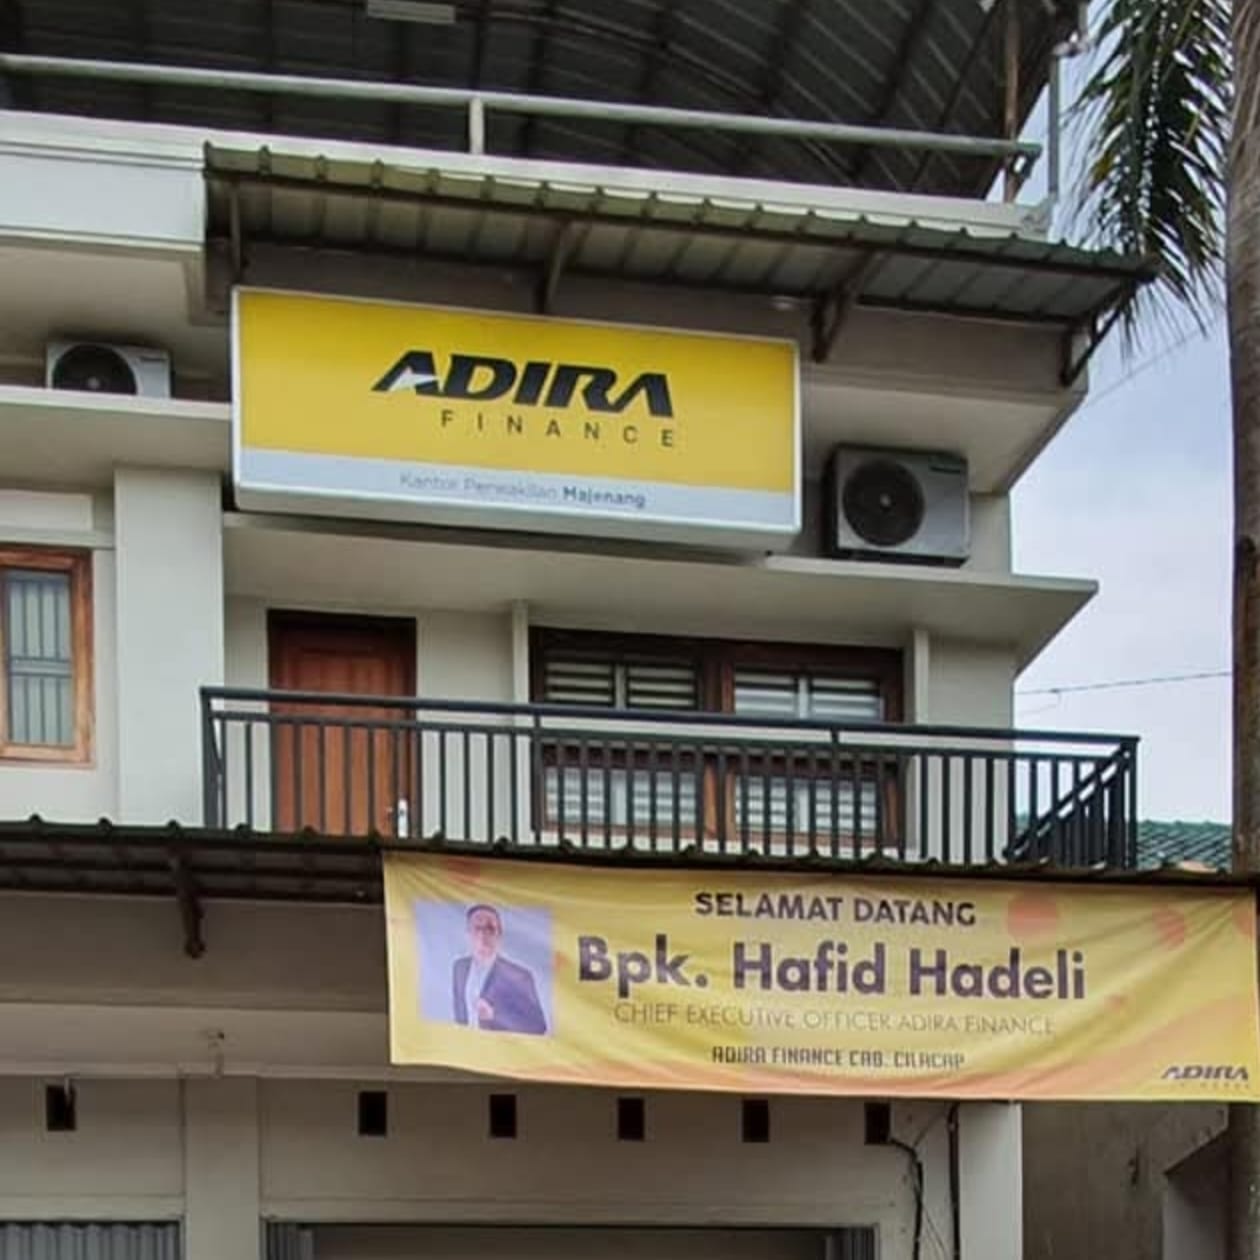 ADIRA
FINANCE
Kantor Perwakilan Majenang
SELAMAT DATANG
Bpk. Hafid Hadeli
CHIEF EXECUTIVE OFFICER ADIRA FINANCE
ADIRA FINANCE CAB. CILACAP
ADIRA